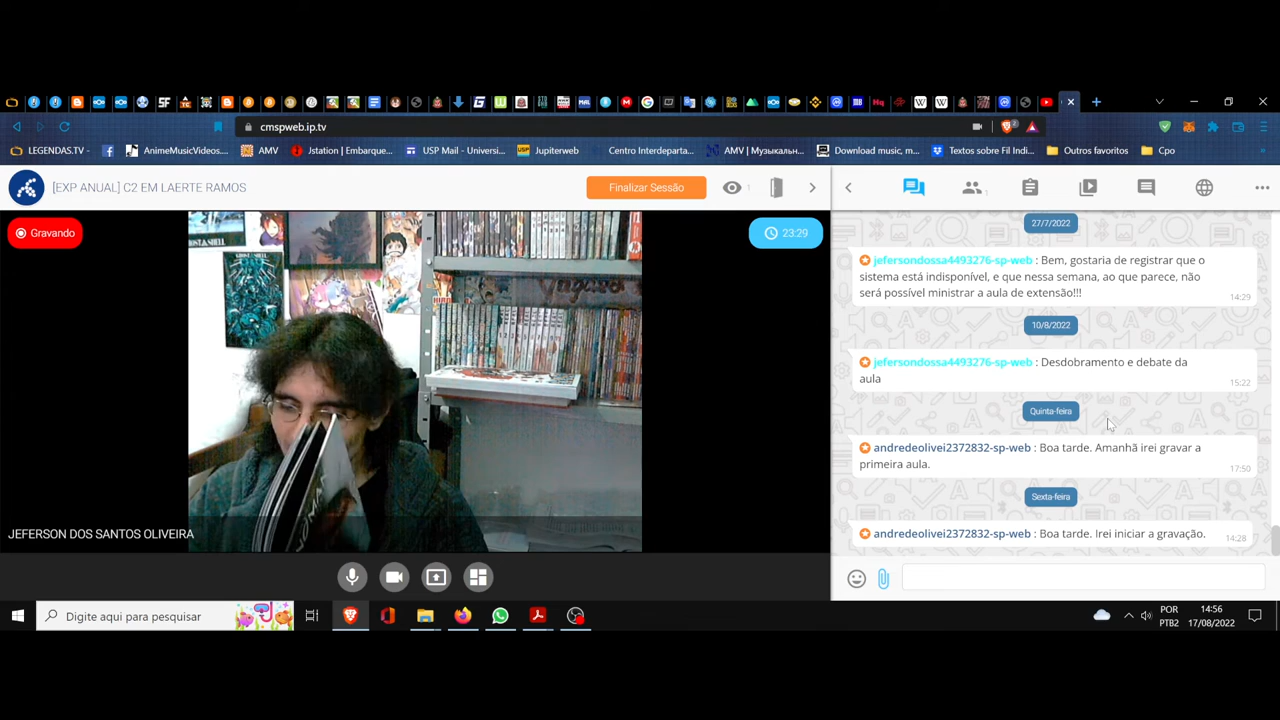 cmspweb.ip.tv
2
LEGENDAS.TV -
AnimeMusicVideos...
AMV
Jstation | Embarque...
USP Mail - Universi...
Jupiterweb
Centro Interdeparta...
AMV | Музыкальн...
Download music, m...
Textos sobre Fil Indi...
Outros favoritos
Cpo
[EXP ANUAL] C2 EM LAERTE RAMOS
Finalizar Sessão
1
1
Gravando
23:29
JEFERSON DOS SANTOS OLIVEIRA
27/7/2022
jefersondossa4493276-sp-web : Bem, gostaria de registrar que o
sistema está indisponível, e que nessa semana, ao que parece, não
será possível ministrar a aula de extensão!!!
14:29
10/8/2022
jefersondossa4493276-sp-web : Desdobramento e debate da
aula
15:22
Quinta-feira
andredeolivei2372832-sp-web : Boa tarde. Amanhã irei gravar a
primeira aula.
17:50
Sexta-feira
andredeolivei2372832-sp-web : Boa tarde. Irei iniciar a gravação.
14:28
Digite aqui para pesquisar
POR
PTB2
14:56
17/08/2022